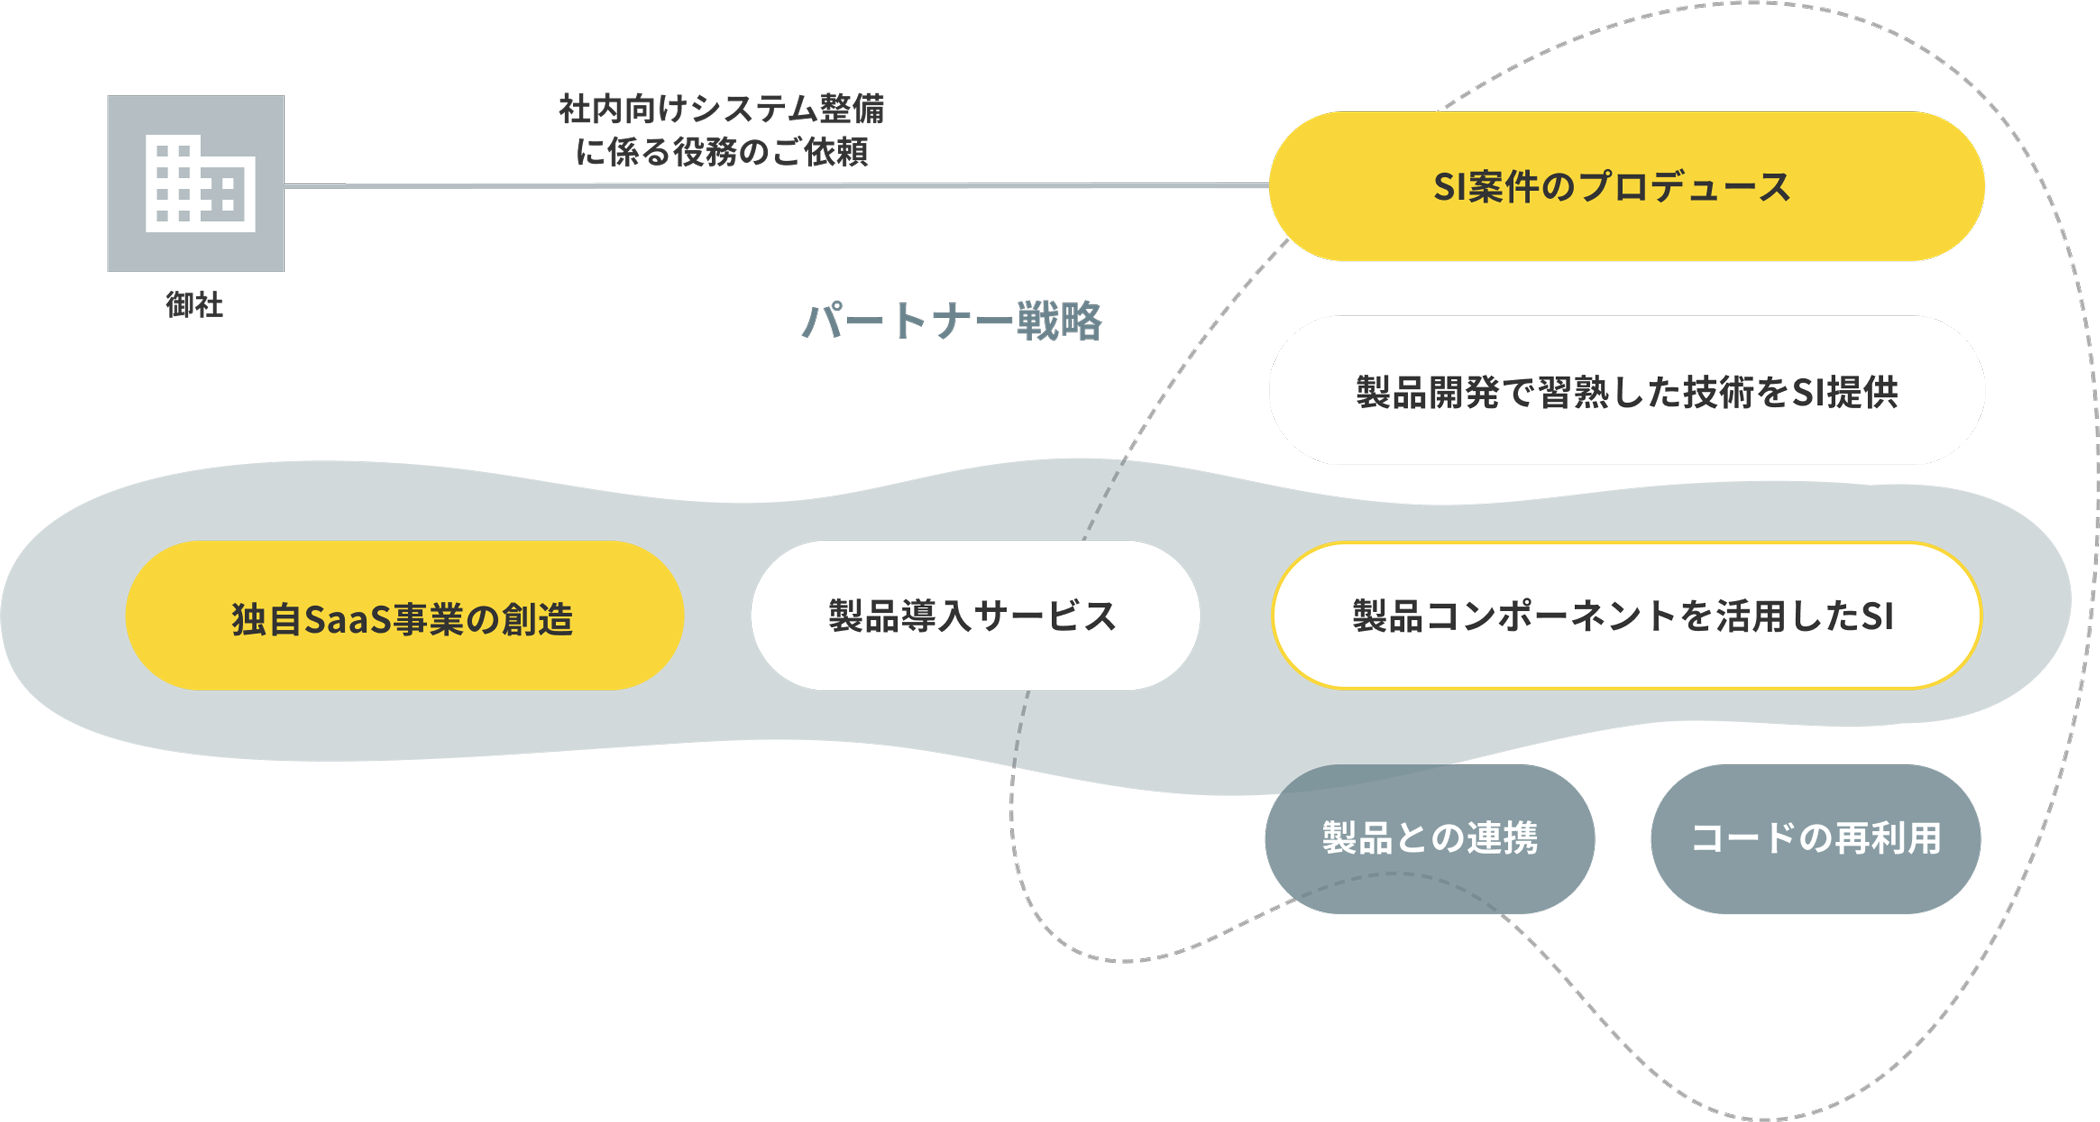 社内向けシステム整備
に係る役務のご依頼
SI案件のプロデュース
御社
パートナー戦略
製品開発で習熟した技術をSI提供
独自SaaS事業の創造
製品導入サービス
製品コンポーネントを活用したSI
製品との連携
コードの再利用